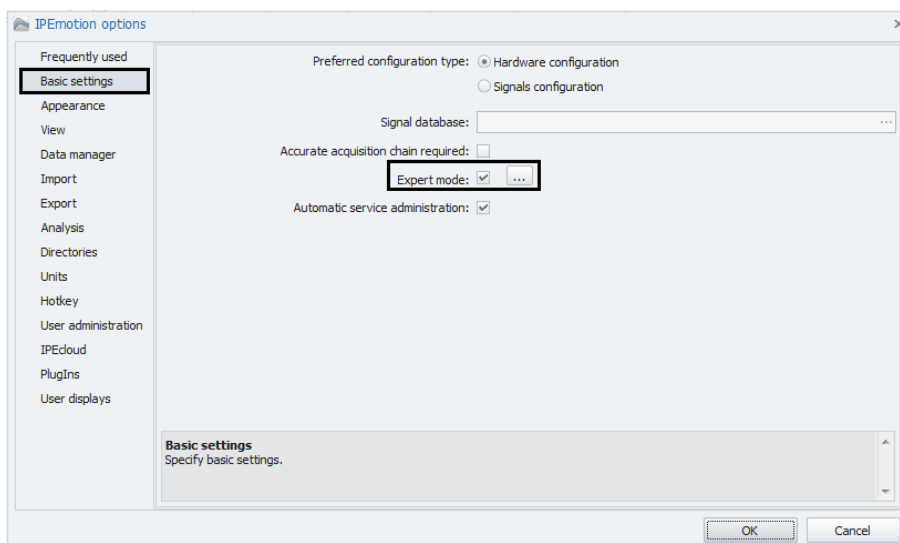 IPEmotion options
Frequently used
Basic settings
Appearance
View
Data manager
Import
Export
Analysis
Directories
Units
Hotkey
User administration
IPEcloud
PlugIns
User displays
Preferred configuration type: Hardware configuration
Signals configuration
Signal database: ...
Accurate acquisition chain required:
Expert mode: ...
Automatic service administration:
Basic settings
Specify basic settings.
OK Cancel